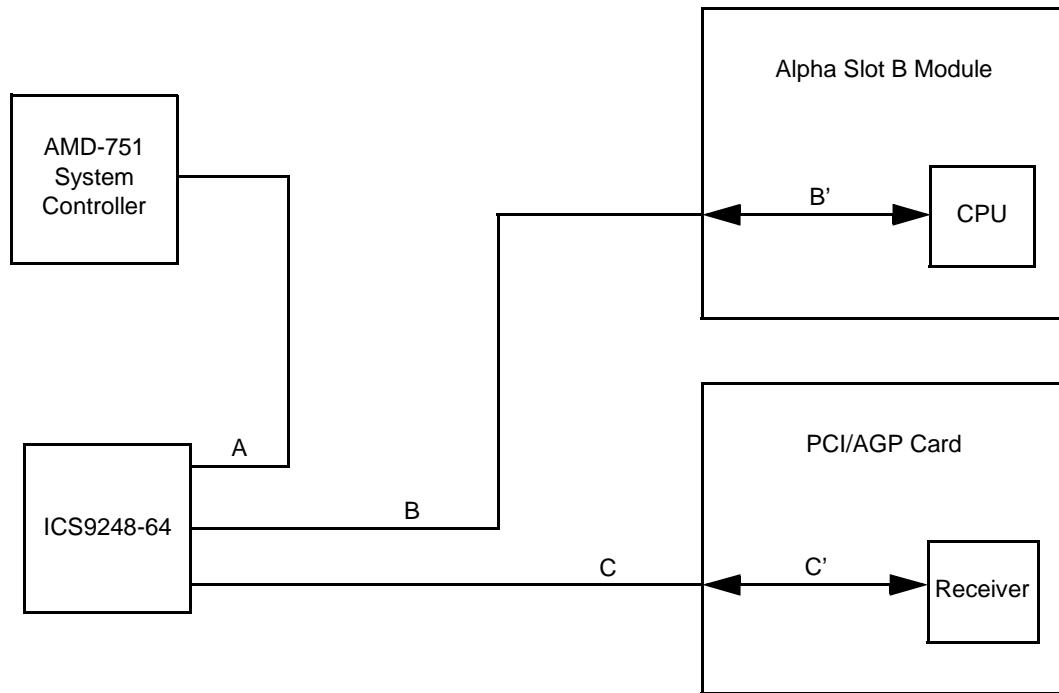 Alpha Slot B Module
AMD-751
System
Controller
B’
CPU
A
PCI/AGP Card
ICS9248-64
B
C
C’
Receiver